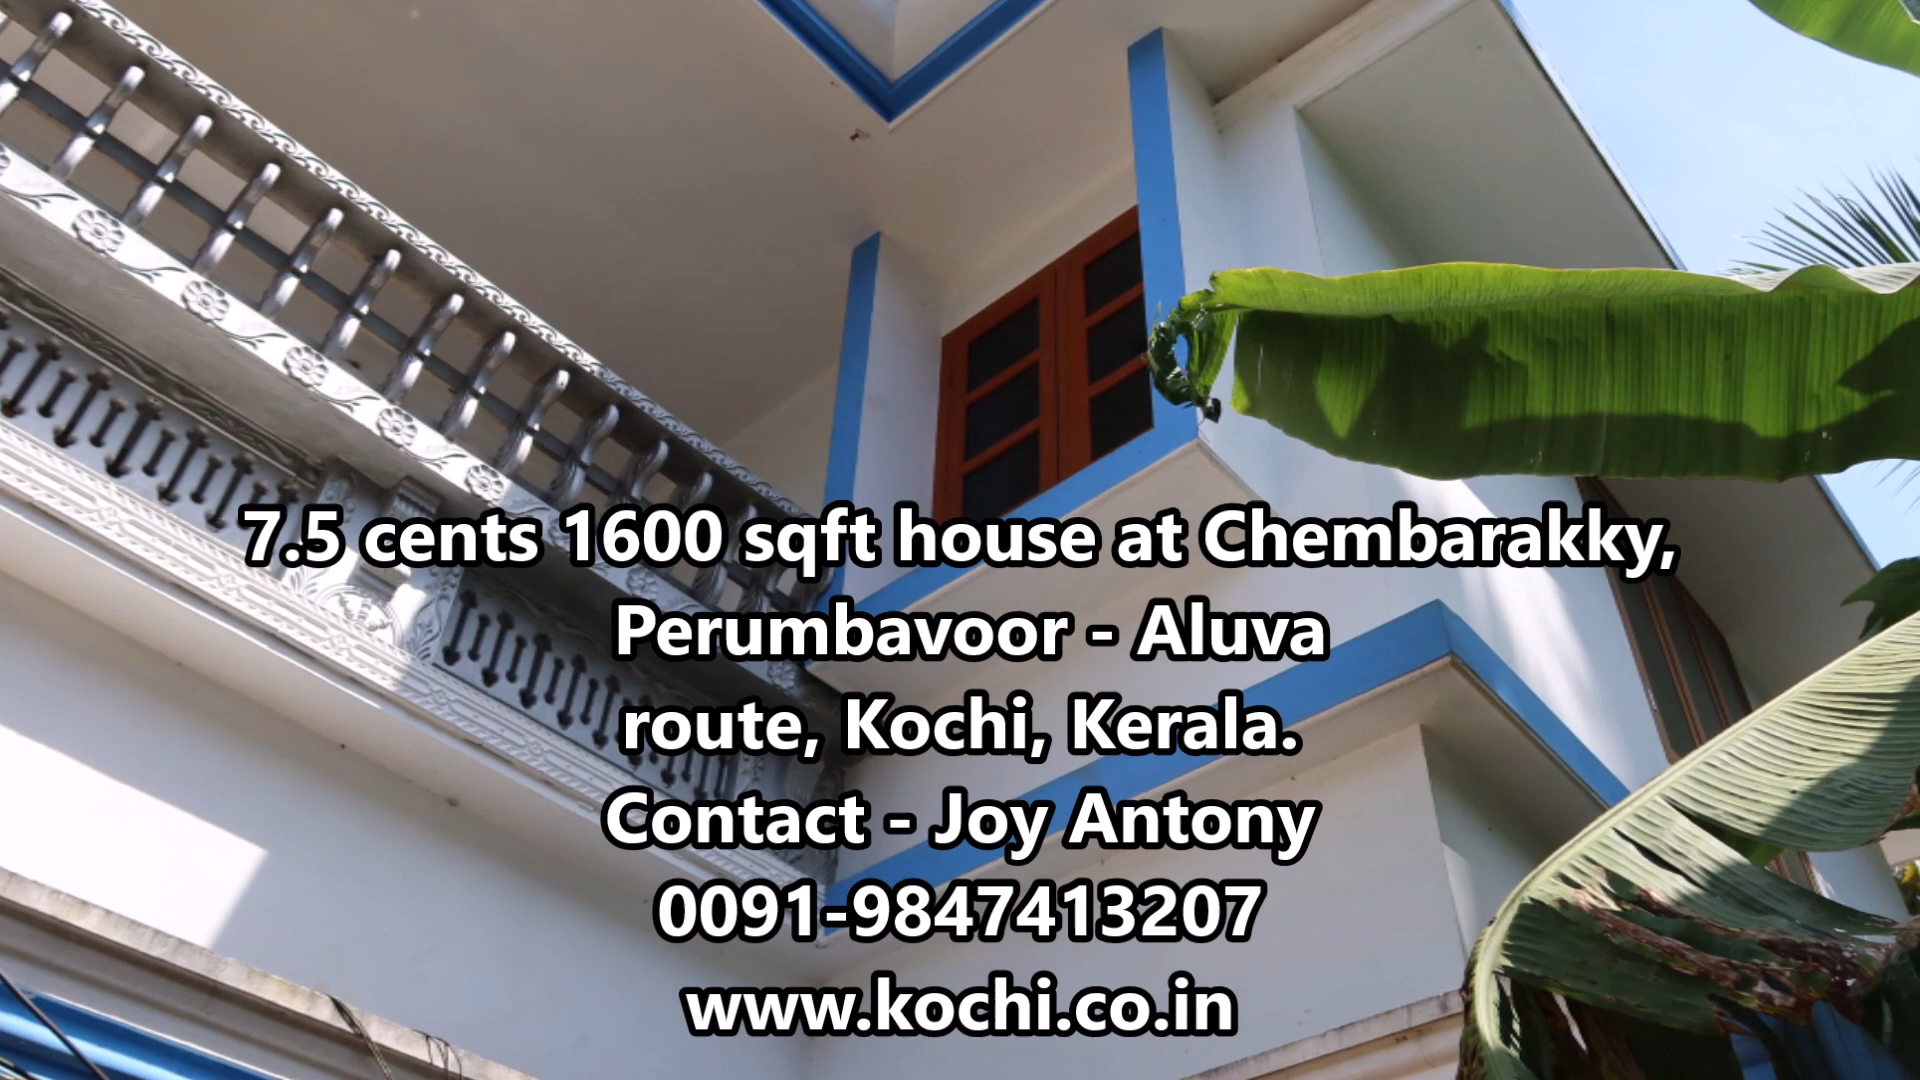 7.5 cents 1600 sqft house at Chembarakky,
Perumbavoor - Aluva
route, Kochi, Kerala.
Contact - Joy Antony
0091-9847413207
www.kochi.co.in